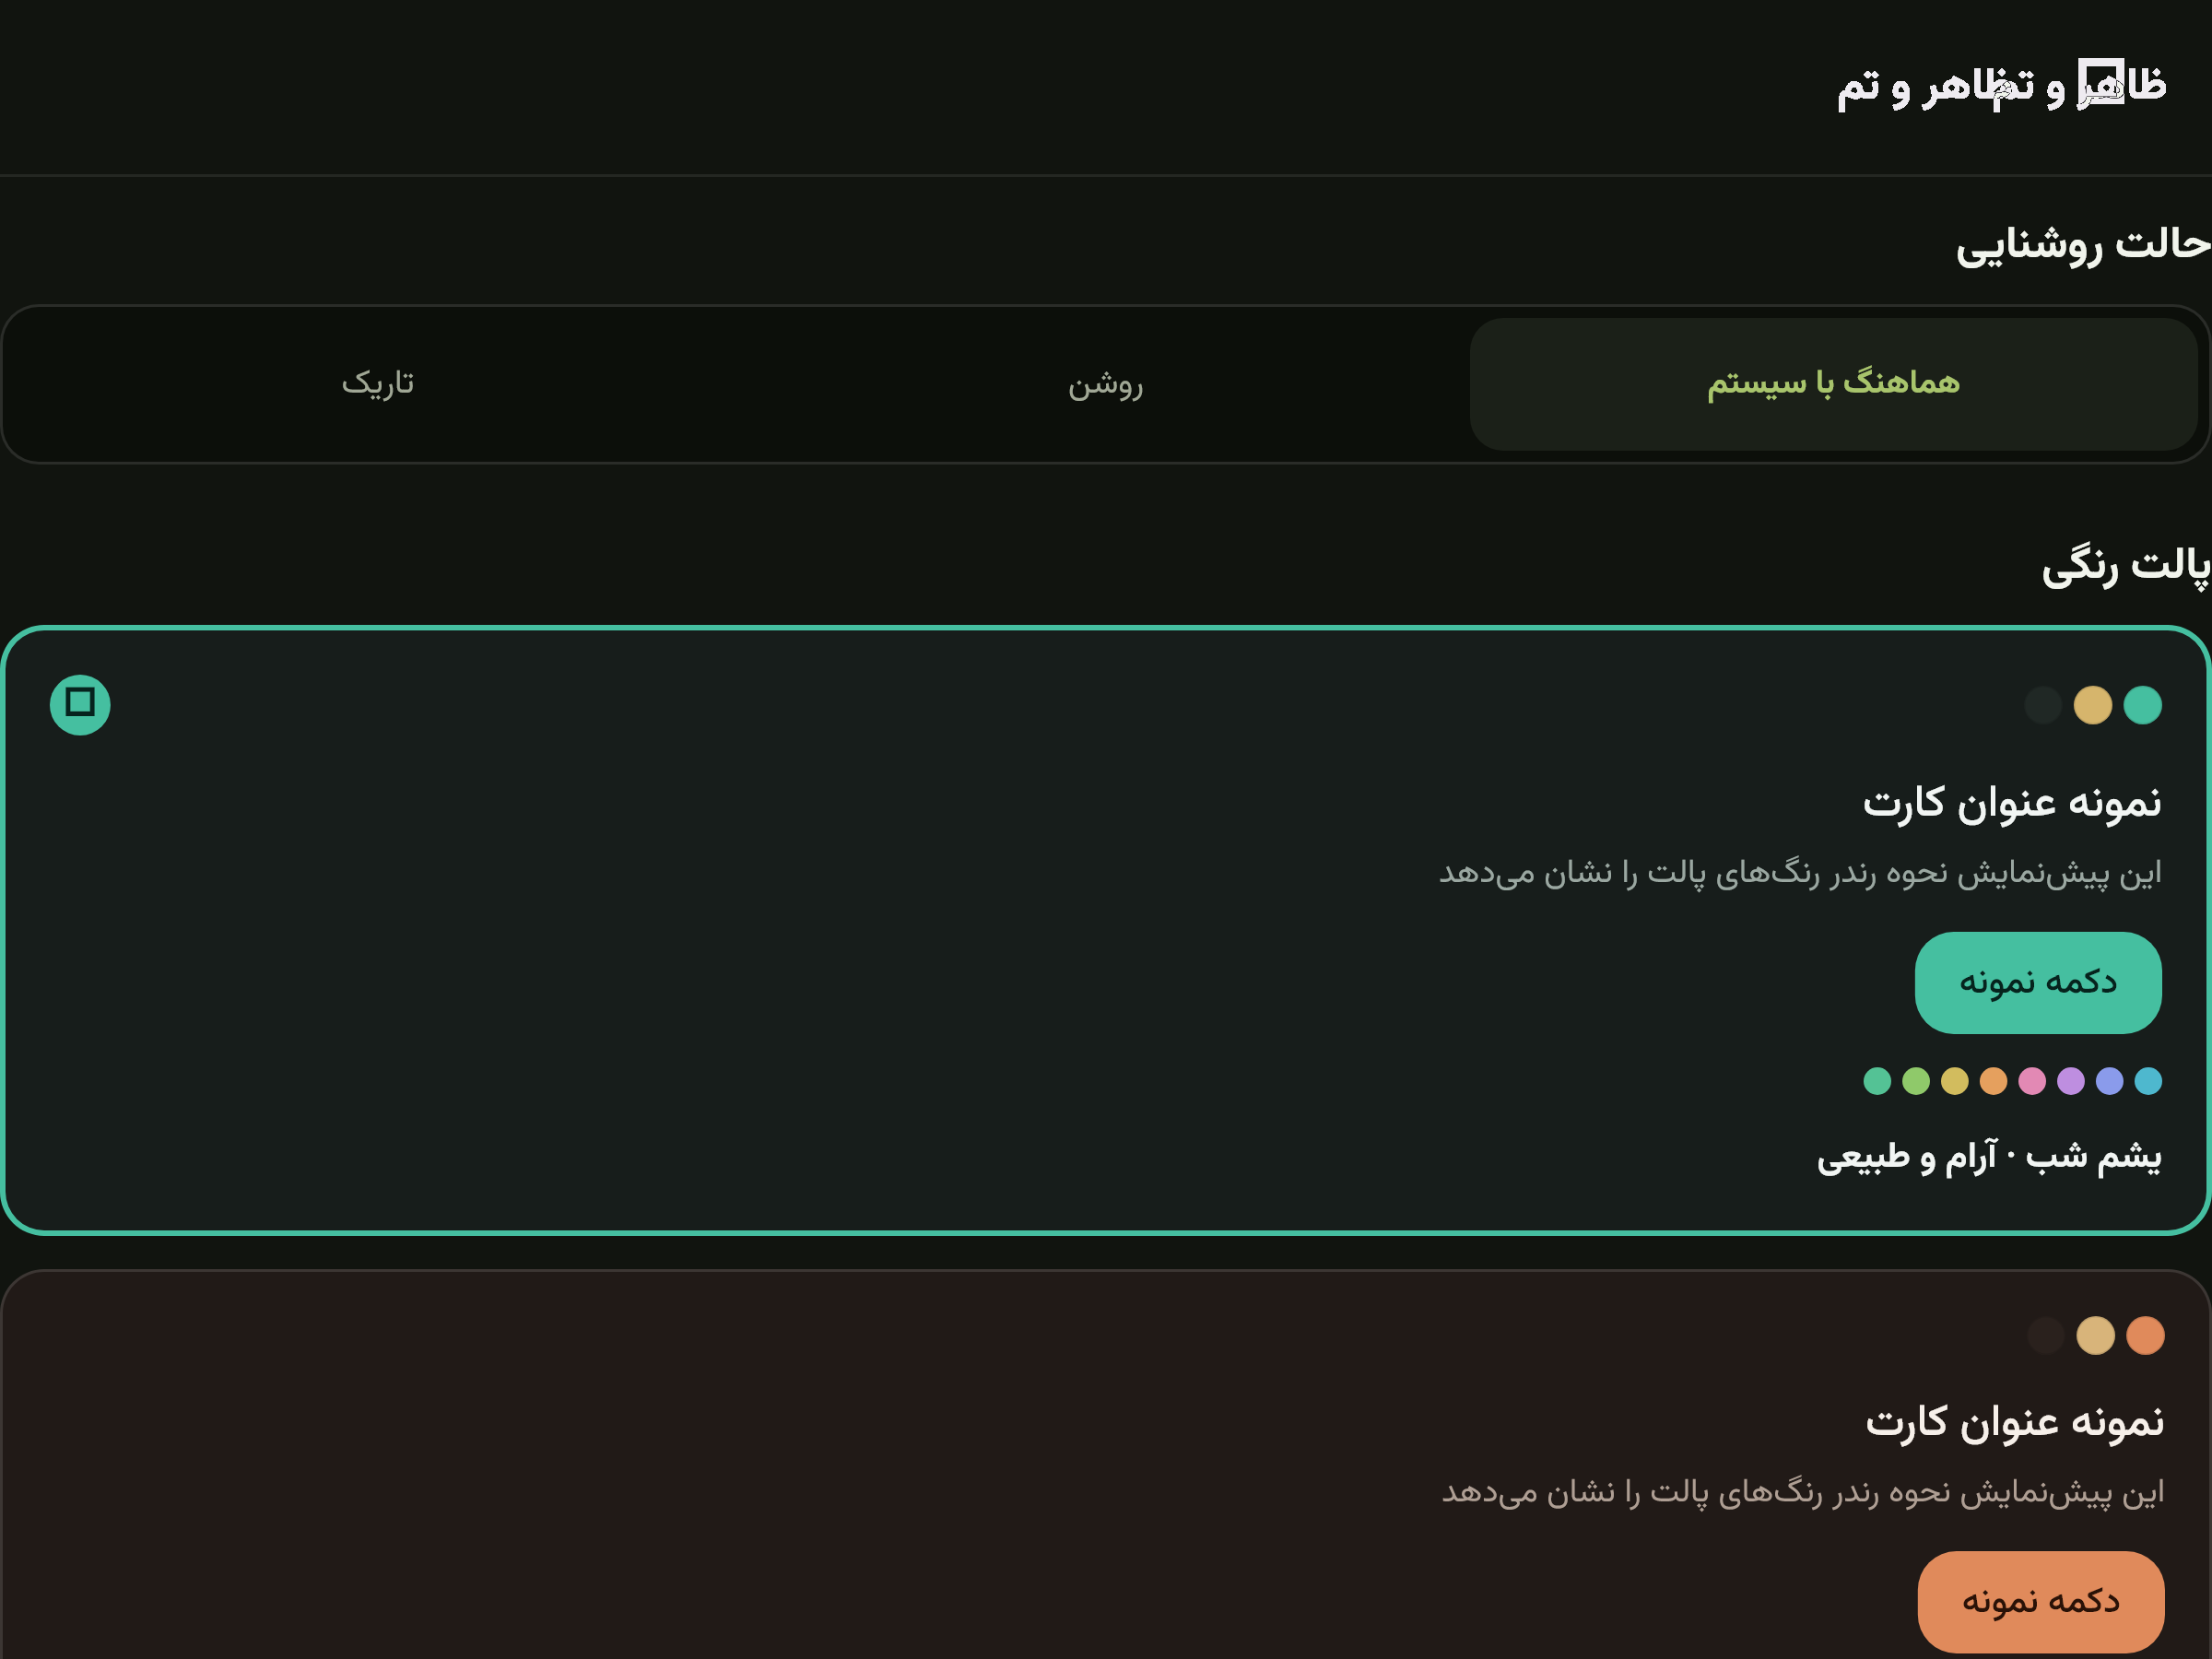 ظاهر و تم
ظاهر و تم
حالت روشنایی
هماهنگ با سیستم
روشن
تاریک
پالت رنگی
نمونه عنوان کارت
این پیش‌نمایش نحوه رندر رنگ‌های پالت را نشان می‌دهد
دکمه نمونه
یشم شب · آرام و طبیعی
نمونه عنوان کارت
این پیش‌نمایش نحوه رندر رنگ‌های پالت را نشان می‌دهد
دکمه نمونه